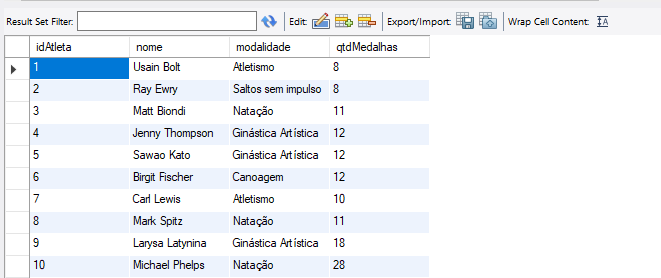 Result Set Filter: Edit: Export/Import: Wrap Cell Content:
idAtleta nome modalidade qtdMedalhas
1 Usain Bolt Atletismo 8
2 Ray Ewry Saltos sem impulso 8
3 Matt Biondi Natação 11
4 Jenny Thompson Ginástica Artística 12
5 Sawao Kato Ginástica Artística 12
6 Birgit Fischer Canoagem 12
7 Carl Lewis Atletismo 10
8 Mark Spitz Natação 11
9 Larysa Latynina Ginástica Artística 18
10 Michael Phelps Natação 28